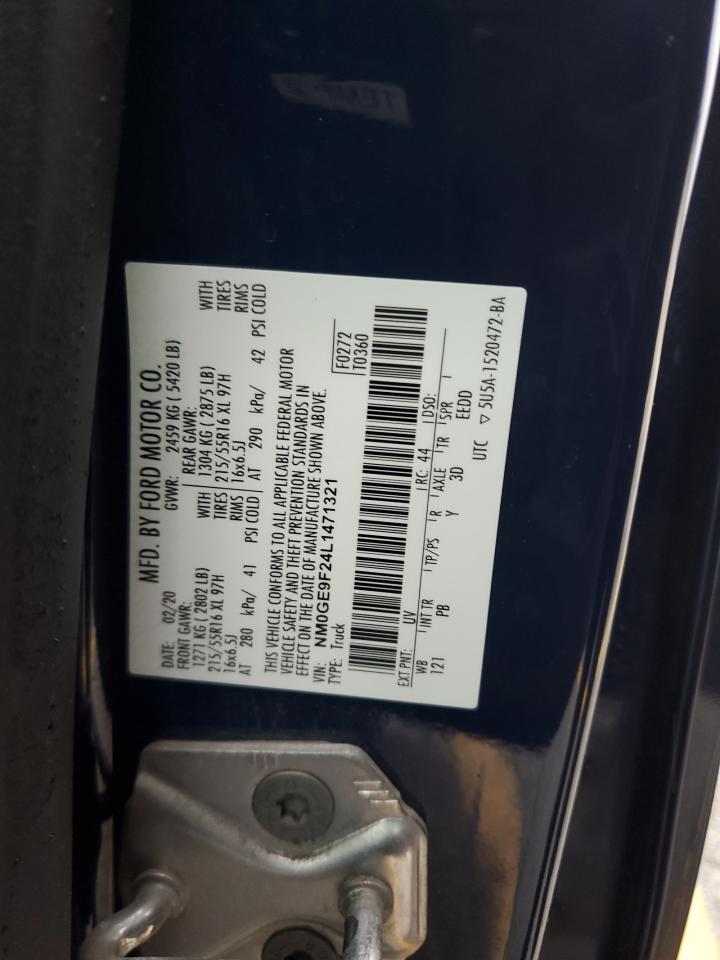 MFD. BY FORD MOTOR CO.
DATE: 02/20 GVWR: 2459 KG ( 5420 LB)
FRONT GAWR: REAR GAWR:
1271 KG ( 2802 LB) WITH 1304 KG ( 2875 LB) WITH
215/55R16 XL 97H TIRES 215/55R16 XL 97H TIRES
16x6.5J RIMS 16x6.5J RIMS
AT 280 kPa/ 41 PSI COLD AT 290 kPa/ 42 PSI COLD
THIS VEHICLE CONFORMS TO ALL APPLICABLE FEDERAL MOTOR
VEHICLE SAFETY AND THEFT PREVENTION STANDARDS IN
EFFECT ON THE DATE OF MANUFACTURE SHOWN ABOVE.
VIN: NM0GE9F24L1471321 F0272
TYPE: Truck T0360
EXT PNT: UV RC: 44 DSO:
WB INT TR TP/PS R AXLE TR SPR
121 PB Y 3D EEDD
UTC ▽ 5U5A-1520472-BA